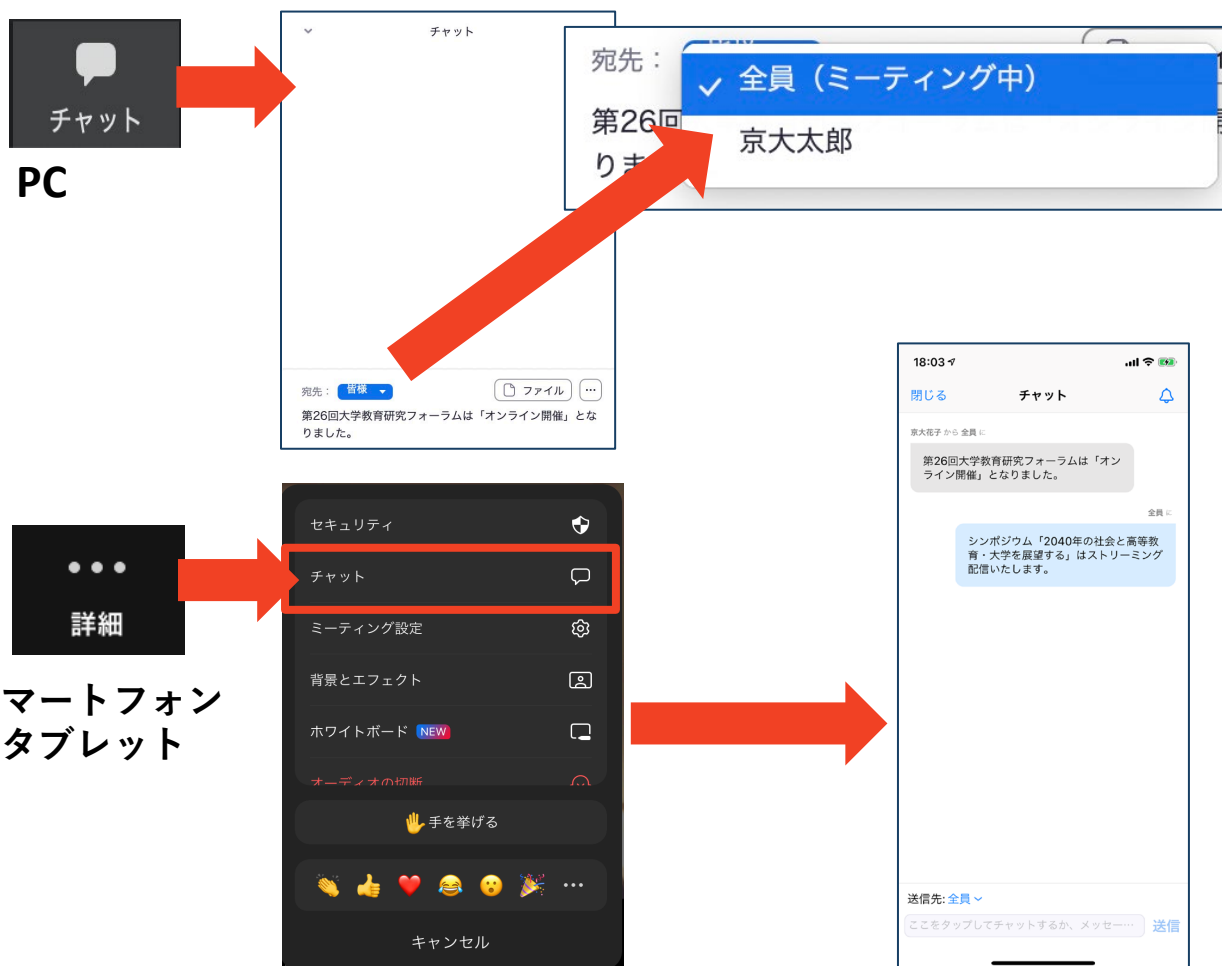 チャット
PC
チャット
宛先： 皆様
ファイル
第26回大学教育研究フォーラムは「オンライン開催」とな
りました。
宛先：
全員（ミーティング中）
京大太郎
第26回
りま
詳細
マートフォン
タブレット
セキュリティ
チャット
ミーティング設定
背景とエフェクト
ホワイトボード NEW
オーディオの切断
手を挙げる
キャンセル
18:03
閉じる チャット
京大花子 から 全員 に
第26回大学教育研究フォーラムは「オン
ライン開催」となりました。
全員 に
シンポジウム「2040年の社会と高等教
育・大学を展望する」はストリーミング
配信いたします。
送信先: 全員
ここをタップしてチャットするか、メッセー… 送信